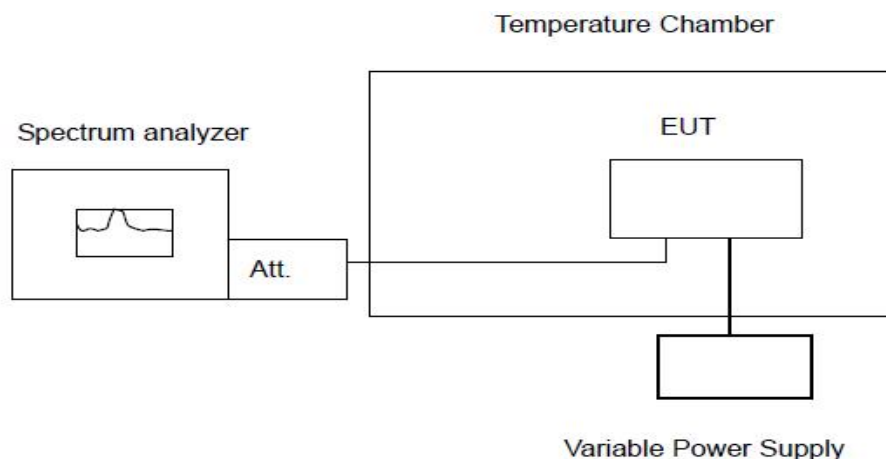 Temperature Chamber
Spectrum analyzer
EUT
Att.
Variable Power Supply